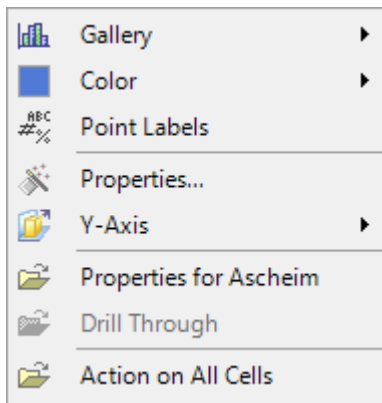 Gallery
Color
ABC
#%
Point Labels
Properties...
Y-Axis
Properties for Ascheim
Drill Through
Action on All Cells